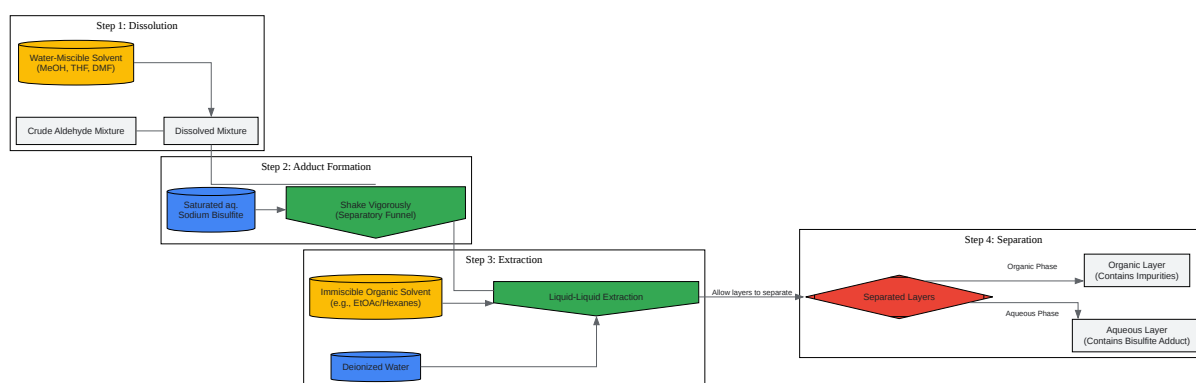 Step 1: Dissolution
Water-Miscible Solvent
(MeOH, THF, DMF)
Crude Aldehyde Mixture
Dissolved Mixture
Step 2: Adduct Formation
Saturated aq.
Sodium Bisulfite
Shake Vigorously
(Separatory Funnel)
Step 3: Extraction
Immiscible Organic Solvent
(e.g., EtOAc/Hexanes)
Liquid-Liquid Extraction
Deionized Water
Allow layers to separate
Step 4: Separation
Separated Layers
Organic Phase
Organic Layer
(Contains Impurities)
Aqueous Phase
Aqueous Layer
(Contains Bisulfite Adduct)